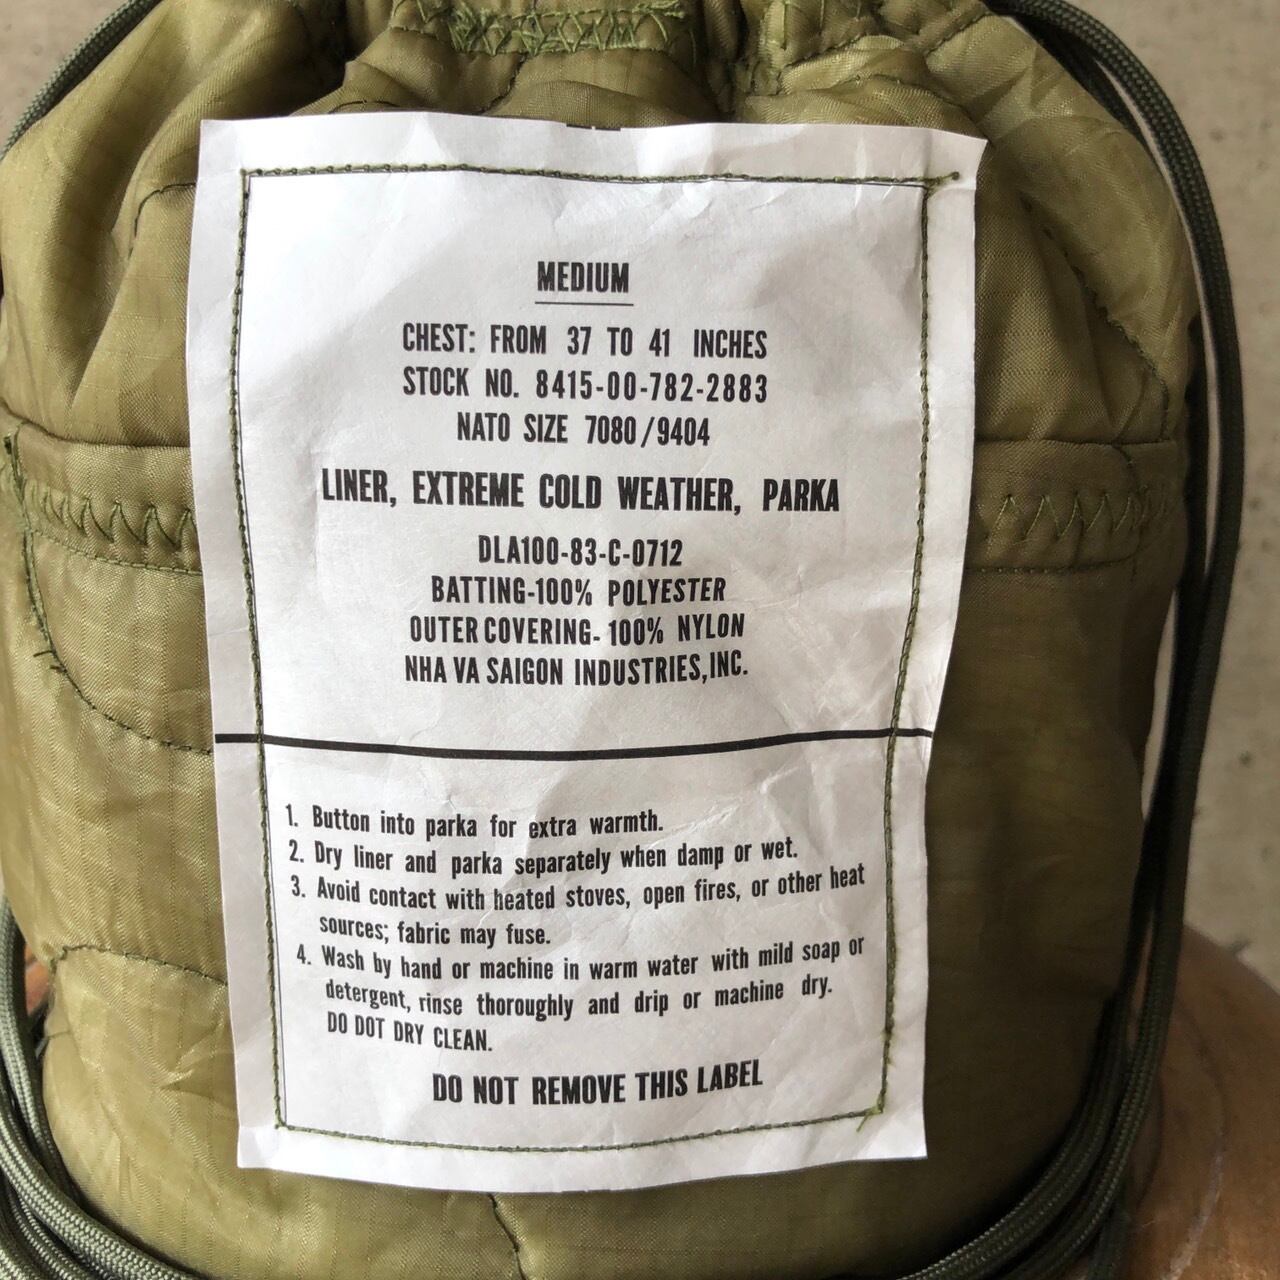 MEDIUM
CHEST: FROM 37 TO 41 INCHES
STOCK NO. 8415-00-782-2883
NATO SIZE 7080/9404
LINER, EXTREME COLD WEATHER, PARKA
DLA100-83-C-0712
BATTING-100% POLYESTER
OUTER COVERING- 100% NYLON
NHA VA SAIGON INDUSTRIES, INC.
1. Button into parka for extra warmth.
2. Dry liner and parka separately when damp or wet.
3. Avoid contact with heated stoves, open fires, or other heat
sources; fabric may fuse.
4. Wash by hand or machine in warm water with mild soap or
detergent, rinse thoroughly and drip or machine dry.
DO DOT DRY CLEAN.
DO NOT REMOVE THIS LABEL